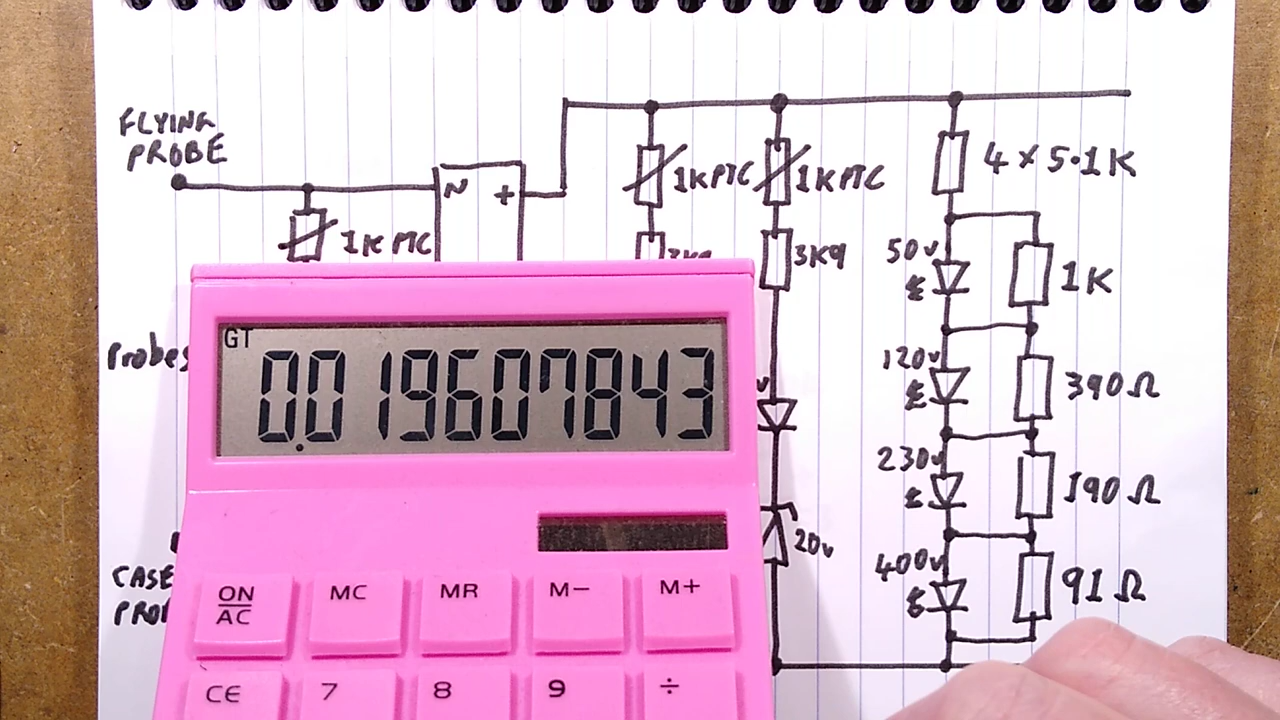 FLYING
PROBE
N
+
1K PTC
1K PTC
1K PTC
4 × 5.1K
3K9
3K9
50v
1K
120v
390Ω
230v
190Ω
400v
91Ω
20v
Probes
CASE
GT
0.019607843
ON
AC
MC
MR
M−
M+
CE
7
8
9
÷